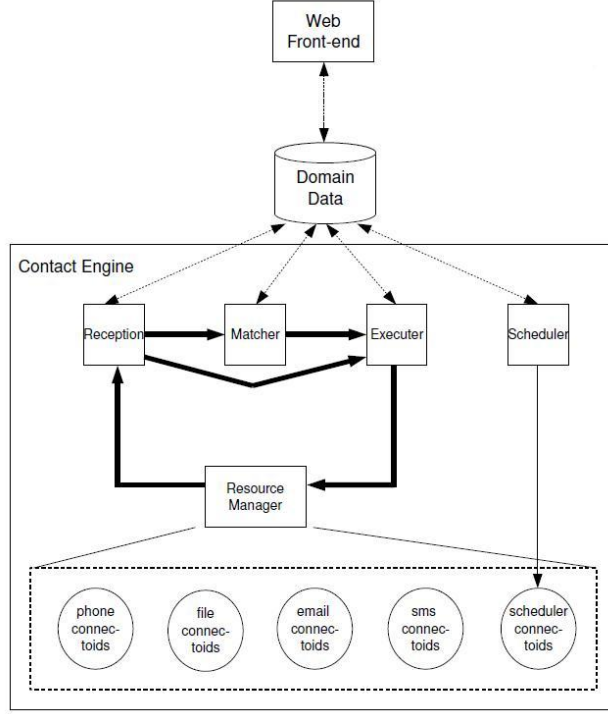 Web
Front-end
Domain
Data
Contact Engine
Reception
Matcher
Executer
Scheduler
Resource
Manager
phone
connec-
toids
file
connec-
toids
email
connec-
toids
sms
connec-
toids
scheduler
connec-
toids